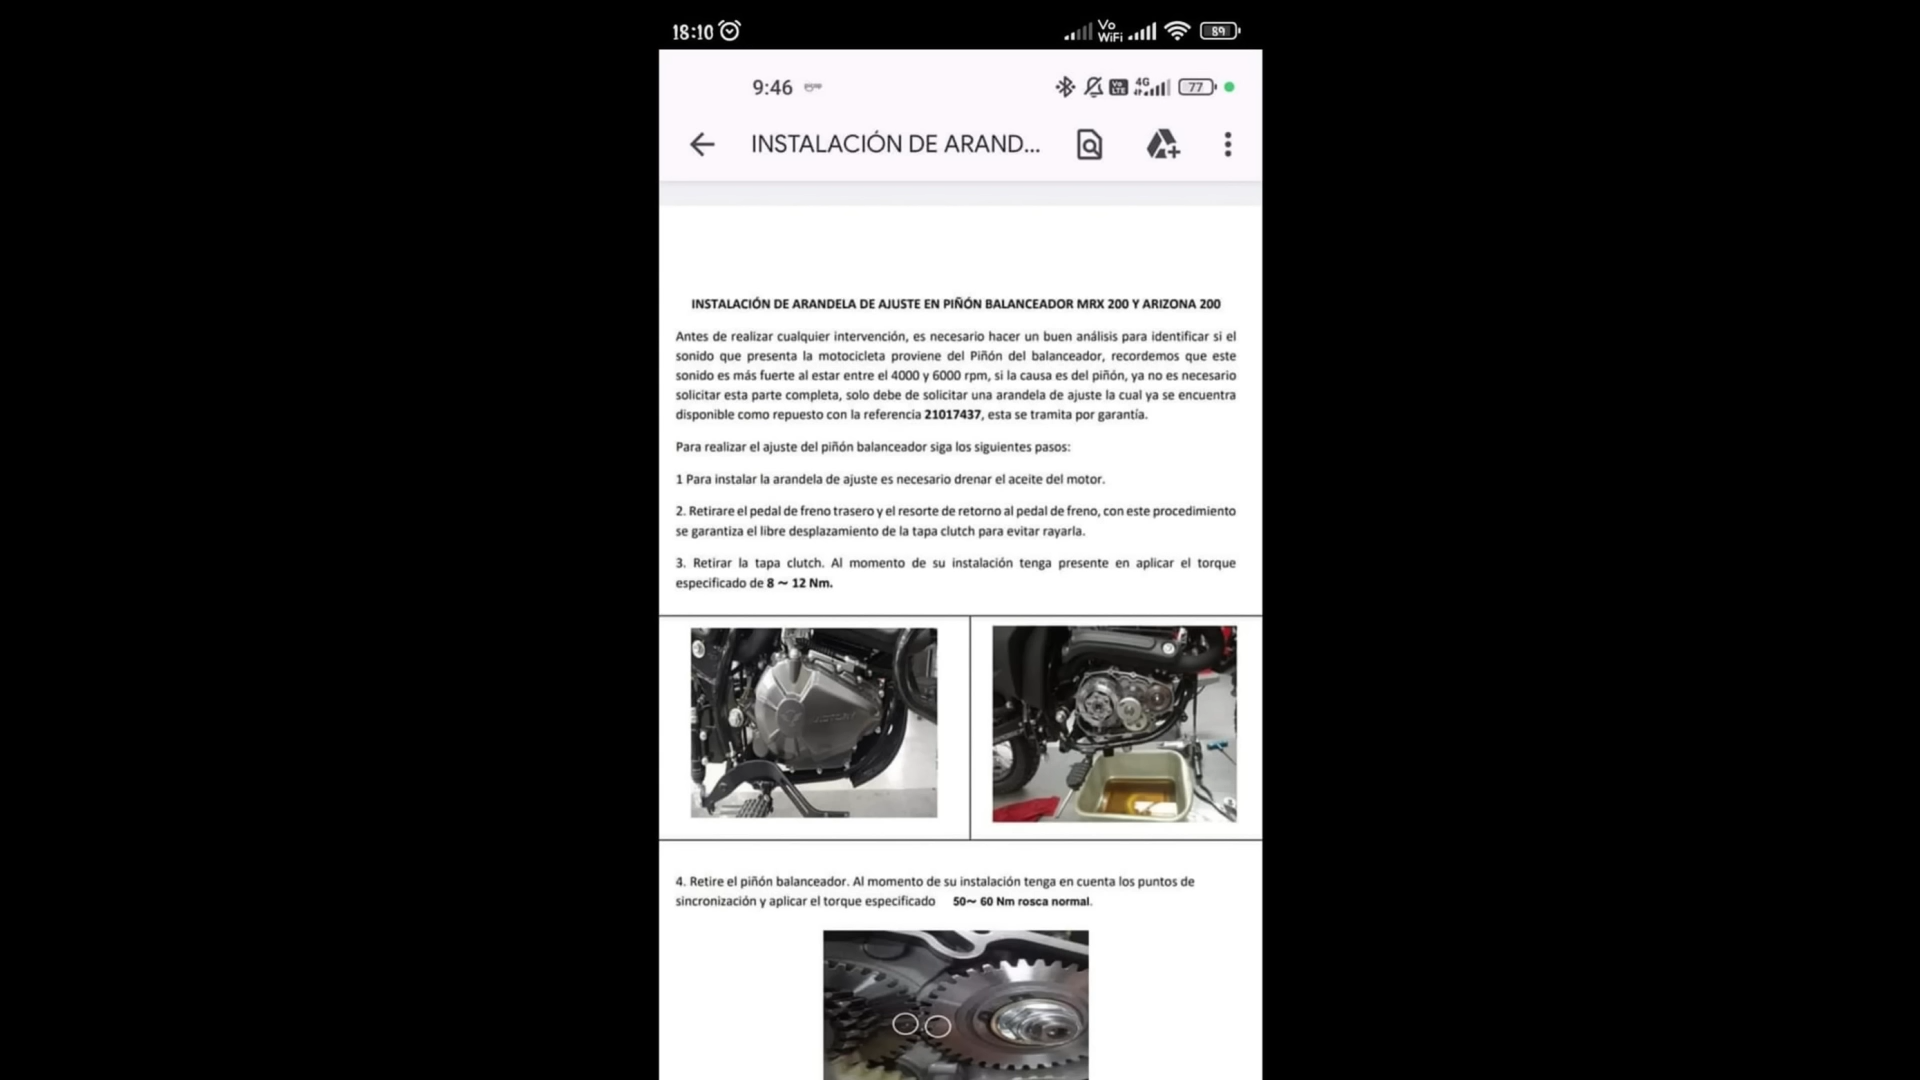 18:10
Vo
WiFi
89
9:46
Vo
LTE
4G
77
INSTALACIÓN DE ARAND...
INSTALACIÓN DE ARANDELA DE AJUSTE EN PIÑÓN BALANCEADOR MRX 200 Y ARIZONA 200
Antes de realizar cualquier intervención, es necesario hacer un buen análisis para identificar si el
sonido que presenta la motocicleta proviene del Piñón del balanceador, recordemos que este
sonido es más fuerte al estar entre el 4000 y 6000 rpm, si la causa es del piñón, ya no es necesario
solicitar esta parte completa, solo debe de solicitar una arandela de ajuste la cual ya se encuentra
disponible como repuesto con la referencia 21017437, esta se tramita por garantía.
Para realizar el ajuste del piñón balanceador siga los siguientes pasos:
1 Para instalar la arandela de ajuste es necesario drenar el aceite del motor.
2. Retirare el pedal de freno trasero y el resorte de retorno al pedal de freno, con este procedimiento
se garantiza el libre desplazamiento de la tapa clutch para evitar rayarla.
3. Retirar la tapa clutch. Al momento de su instalación tenga presente en aplicar el torque
especificado de 8 ~ 12 Nm.
4. Retire el piñón balanceador. Al momento de su instalación tenga en cuenta los puntos de
sincronización y aplicar el torque especificado 50~ 60 Nm rosca normal.